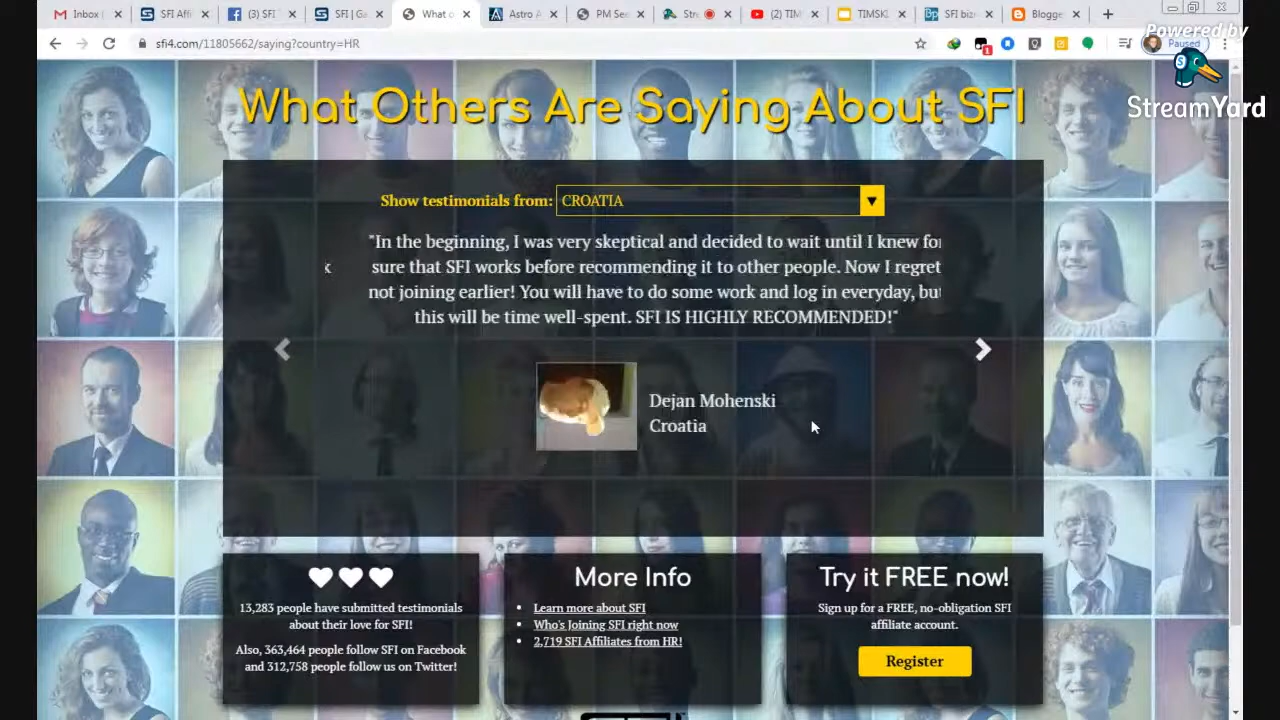 Inbox
SFI Affi
(3) SFI
SFI | Ga
What o
Astro A
PM See
Stre
(2) TIM
TIMSKI
SFI biz
Blogge
sfi4.com/11805662/saying?country=HR
1
Paused
Powered by
StreamYard
What Others Are Saying About SFI
Show testimonials from: CROATIA
k
"In the beginning, I was very skeptical and decided to wait until I knew for
sure that SFI works before recommending it to other people. Now I regret
not joining earlier! You will have to do some work and log in everyday, but
this will be time well-spent. SFI IS HIGHLY RECOMMENDED!"
Dejan Mohenski
Croatia
13,283 people have submitted testimonials
about their love for SFI!
Also, 363,464 people follow SFI on Facebook
and 312,758 people follow us on Twitter!
More Info
Learn more about SFI
Who's Joining SFI right now
2,719 SFI Affiliates from HR!
Try it FREE now!
Sign up for a FREE, no-obligation SFI
affiliate account.
Register